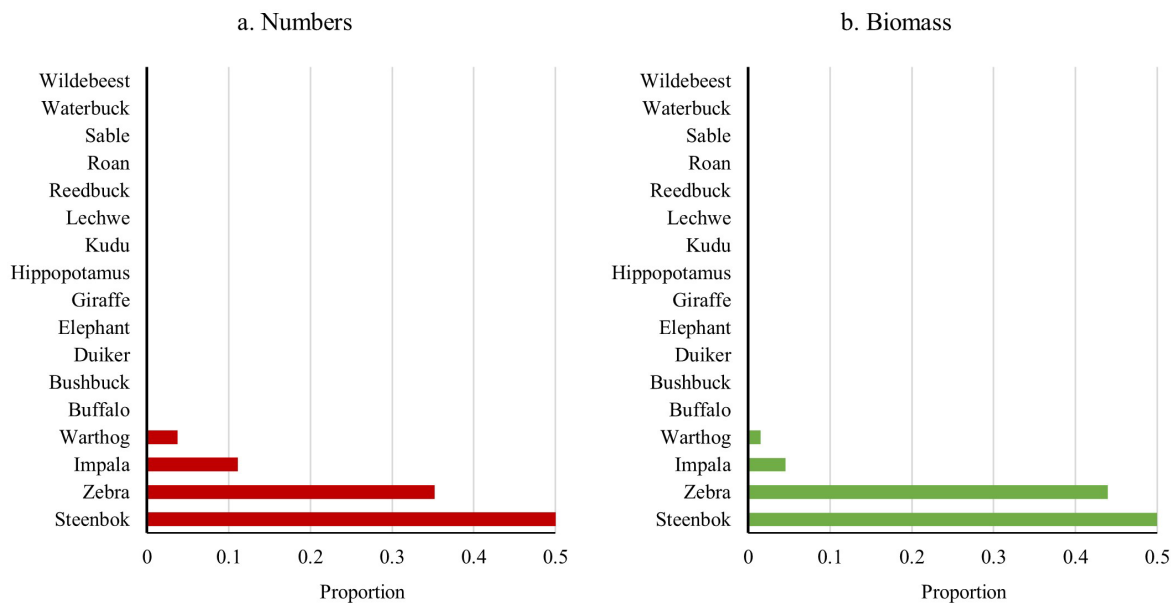 a. Numbers
Wildebeest
Waterbuck
Sable
Roan
Reedbuck
Lechwe
Kudu
Hippopotamus
Giraffe
Elephant
Duiker
Bushbuck
Buffalo
Warthog
Impala
Zebra
Steenbok
0 0.1 0.2 0.3 0.4 0.5
Proportion
b. Biomass
Wildebeest
Waterbuck
Sable
Roan
Reedbuck
Lechwe
Kudu
Hippopotamus
Giraffe
Elephant
Duiker
Bushbuck
Buffalo
Warthog
Impala
Zebra
Steenbok
0 0.1 0.2 0.3 0.4 0.5
Proportion